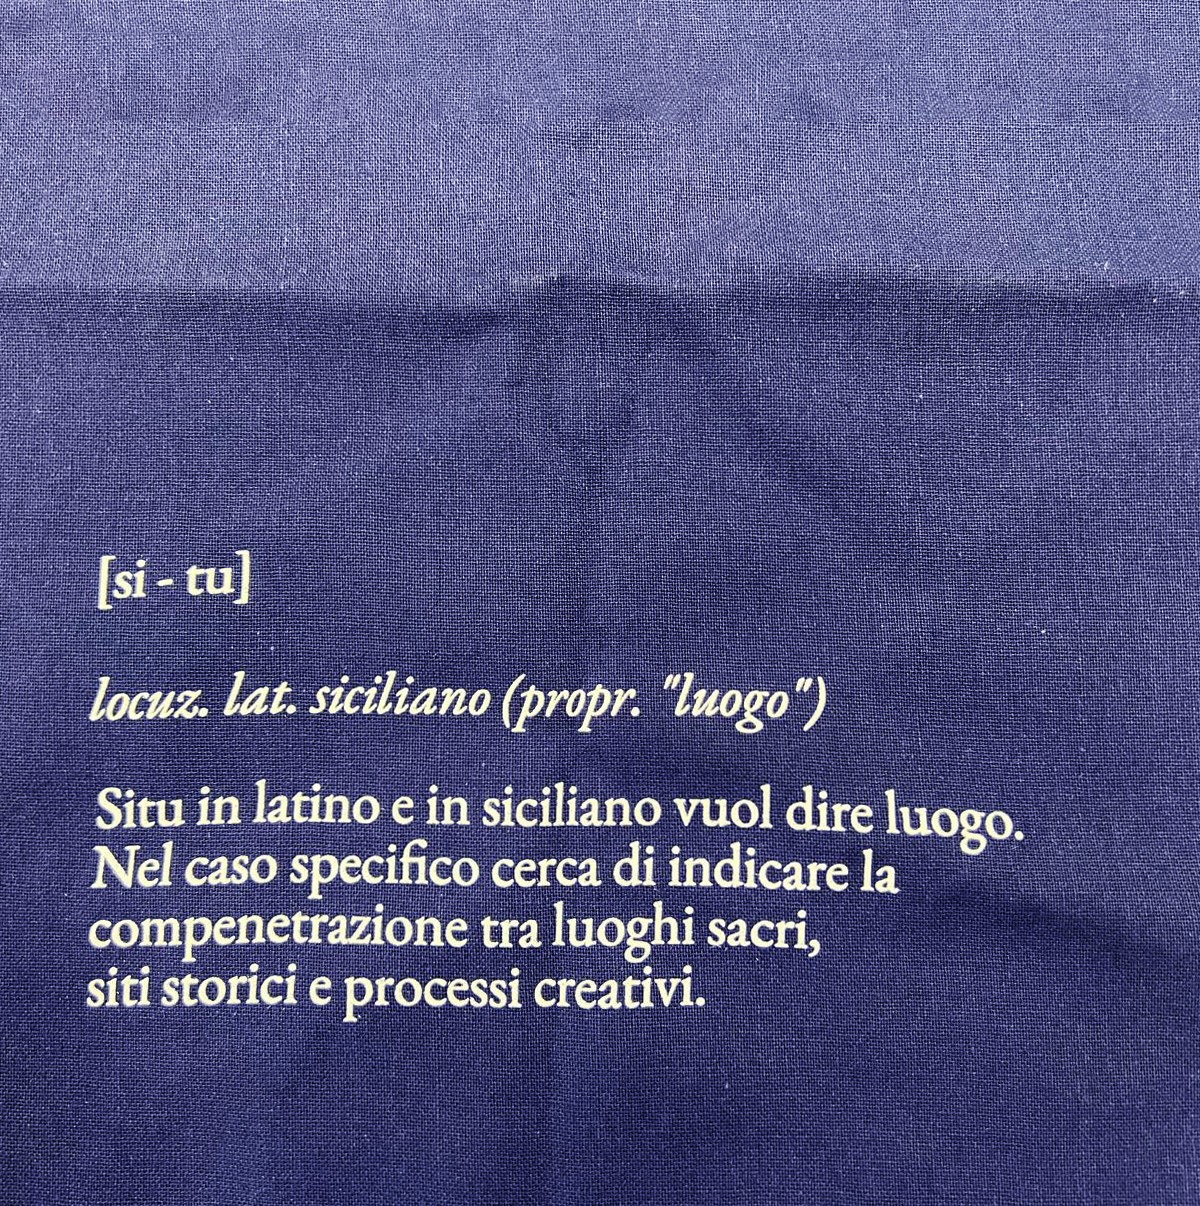 [si - tu]
locuz. lat. siciliano (propr. "luogo")
Situ in latino e in siciliano vuol dire luogo.
Nel caso specifico cerca di indicare la
compenetrazione tra luoghi sacri,
siti storici e processi creativi.